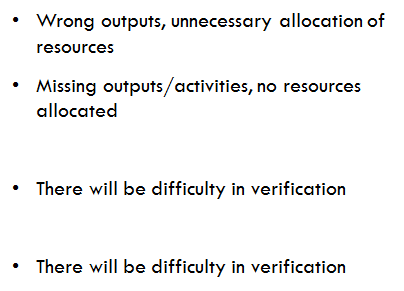 • Wrong outputs, unnecessary allocation of
resources
• Missing outputs/activities, no resources
allocated
• There will be difficulty in verification
• There will be difficulty in verification